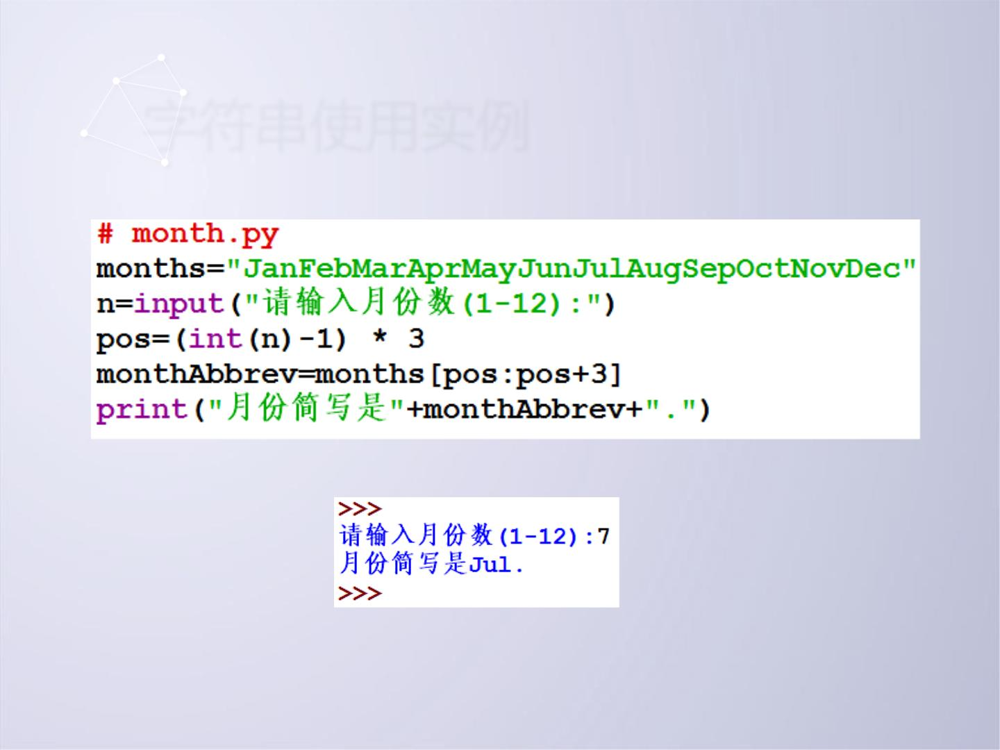 字符串使用实例
# month.py
months="JanFebMarAprMayJunJulAugSepOctNovDec"
n=input("请输入月份数(1-12):")
pos=(int(n)-1) * 3
monthAbbrev=months[pos:pos+3]
print("月份简写是"+monthAbbrev+".")
>>>
请输入月份数(1-12):7
月份简写是Jul.
>>>